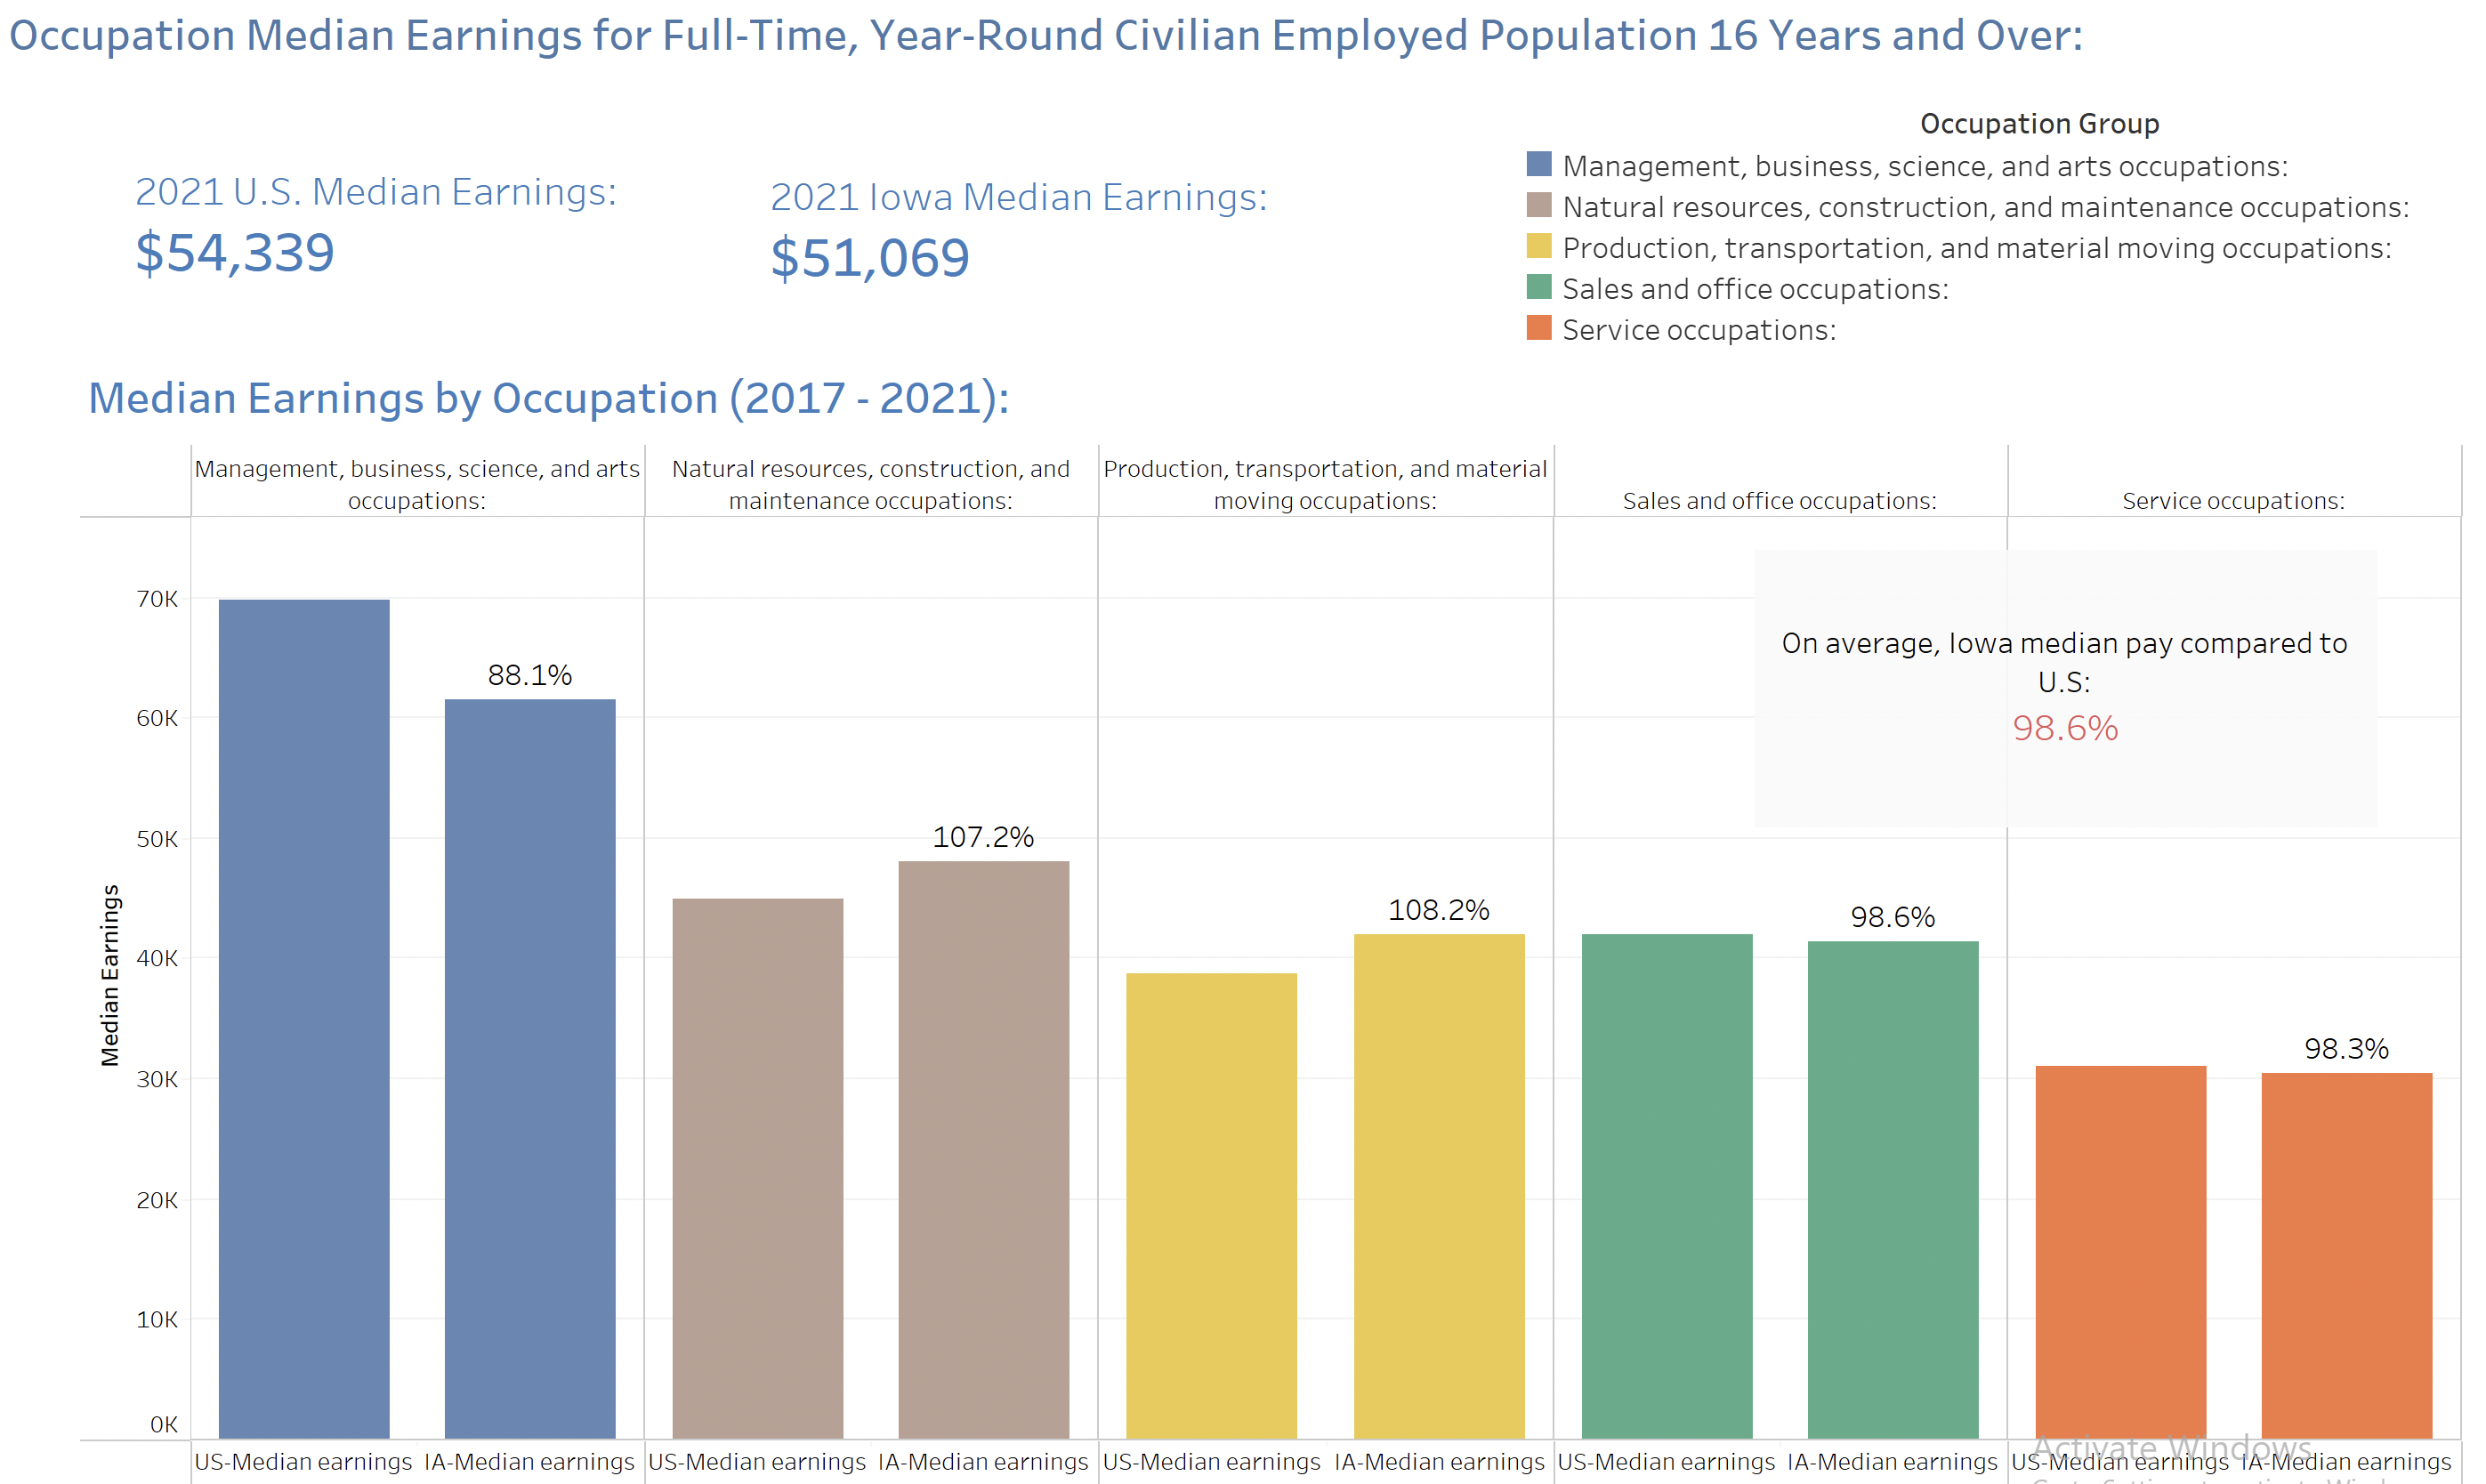 Occupation Median Earnings for Full-Time, Year-Round Civilian Employed Population 16 Years and Over:
Occupation Group
Management, business, science, and arts occupations:
Natural resources, construction, and maintenance occupations:
Production, transportation, and material moving occupations:
Sales and office occupations:
Service occupations:
2021 U.S. Median Earnings:
$54,339
2021 Iowa Median Earnings:
$51,069
Median Earnings by Occupation (2017 - 2021):
Management, business, science, and arts
occupations:
Natural resources, construction, and
maintenance occupations:
Production, transportation, and material
moving occupations:
Sales and office occupations:
Service occupations:
On average, Iowa median pay compared to
U.S:
98.6%
Median Earnings
70K
60K
50K
40K
30K
20K
10K
0K
88.1%
107.2%
108.2%
98.6%
98.3%
US-Median earnings
IA-Median earnings
US-Median earnings
IA-Median earnings
US-Median earnings
IA-Median earnings
US-Median earnings
IA-Median earnings
US-Median earnings
IA-Median earnings
Activate Windows